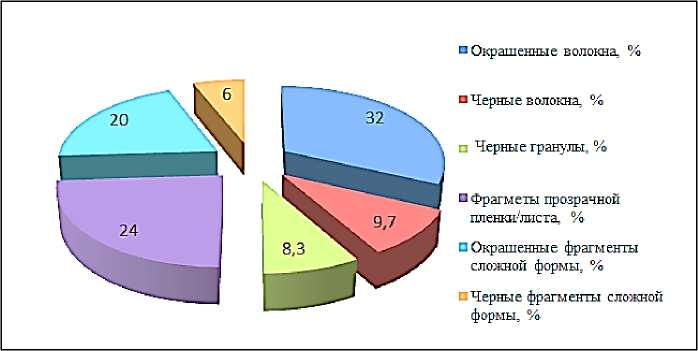 Окрашенные волокна, %
Черные волокна, %
Черные гранулы, %
Фрагметы прозрачной
пленки/листа, %
Окрашенные фрагменты
сложной формы, %
Черные фрагменты сложной
формы, %
6
20
32
24
8,3
9,7